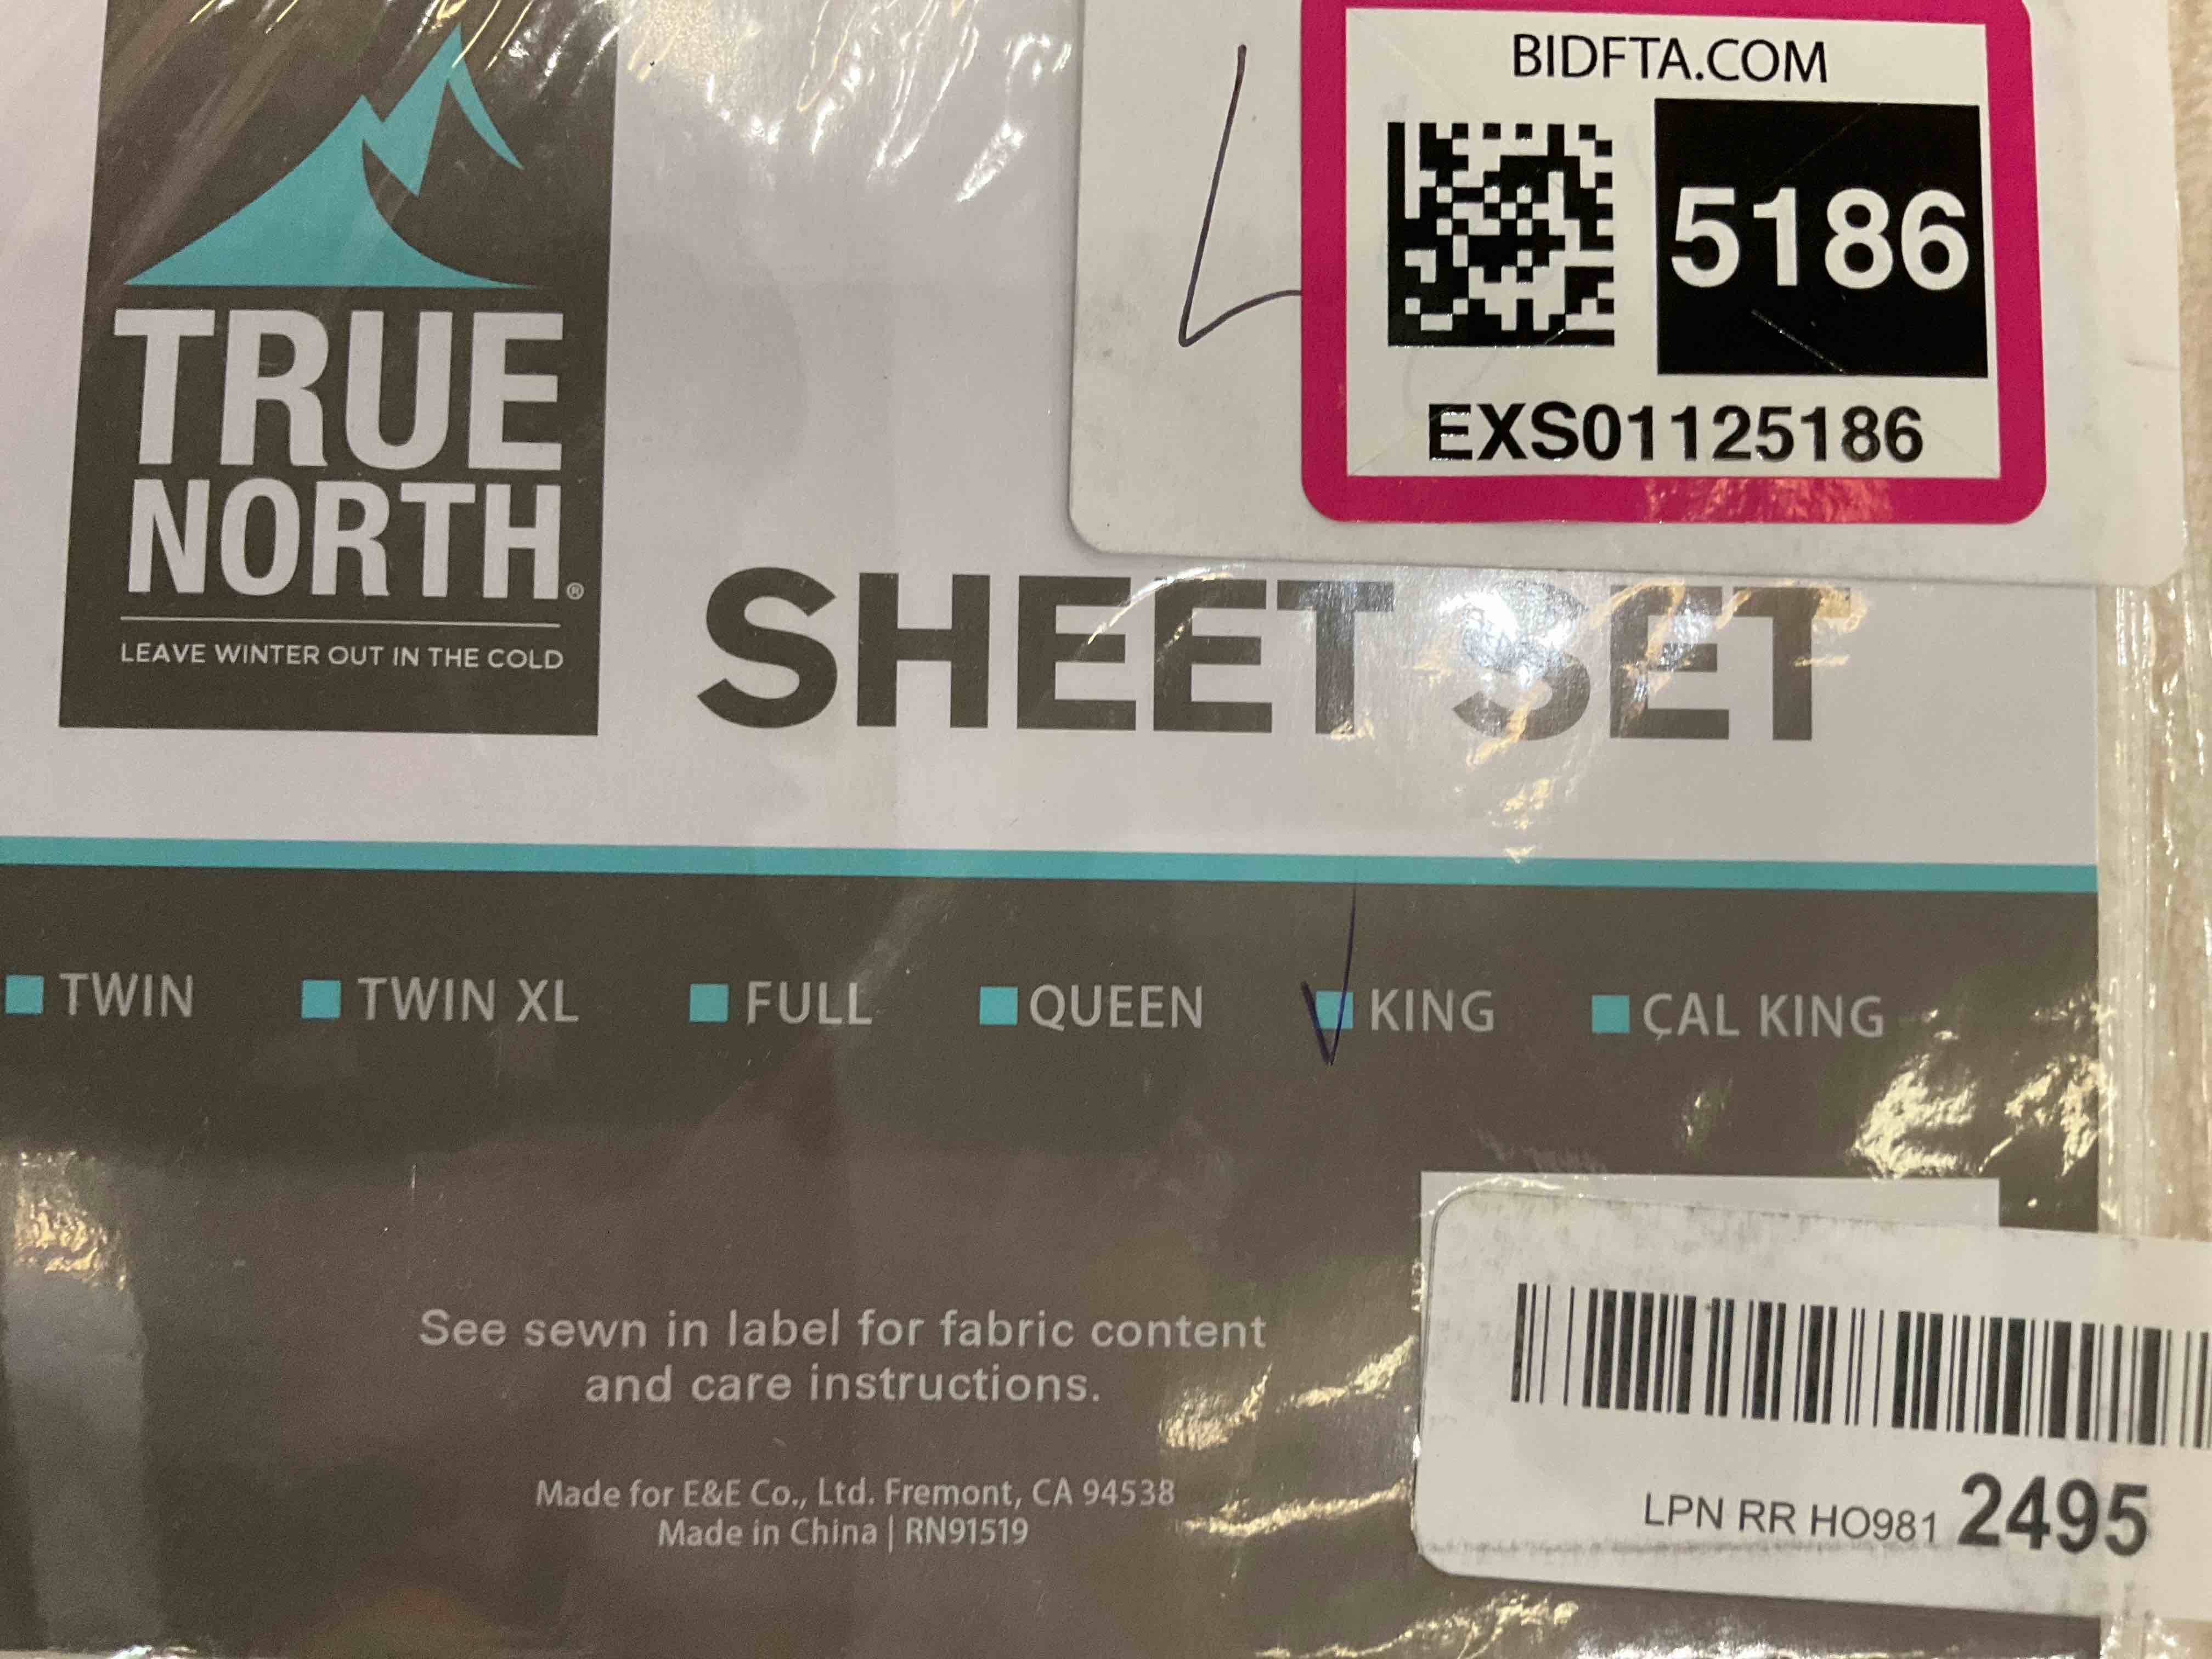 BIDFTA.COM
5186
EXS01125186
TRUE
NORTH®
LEAVE WINTER OUT IN THE COLD
SHEET SET
TWIN TWIN XL FULL QUEEN KING CAL KING
See sewn in label for fabric content
and care instructions.
Made for E&E Co., Ltd. Fremont, CA 94538
Made in China | RN91519
LPN RR HO981 2495